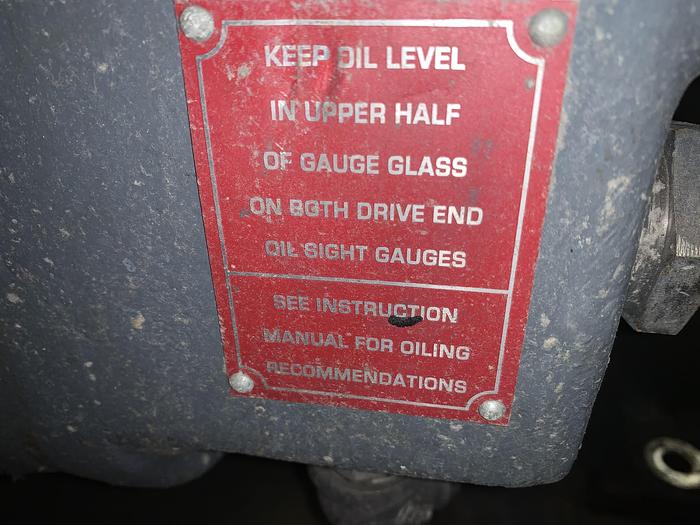 KEEP OIL LEVEL
IN UPPER HALF
OF GAUGE GLASS
ON BOTH DRIVE END
OIL SIGHT GAUGES
SEE INSTRUCTION
MANUAL FOR OILING
RECOMMENDATIONS